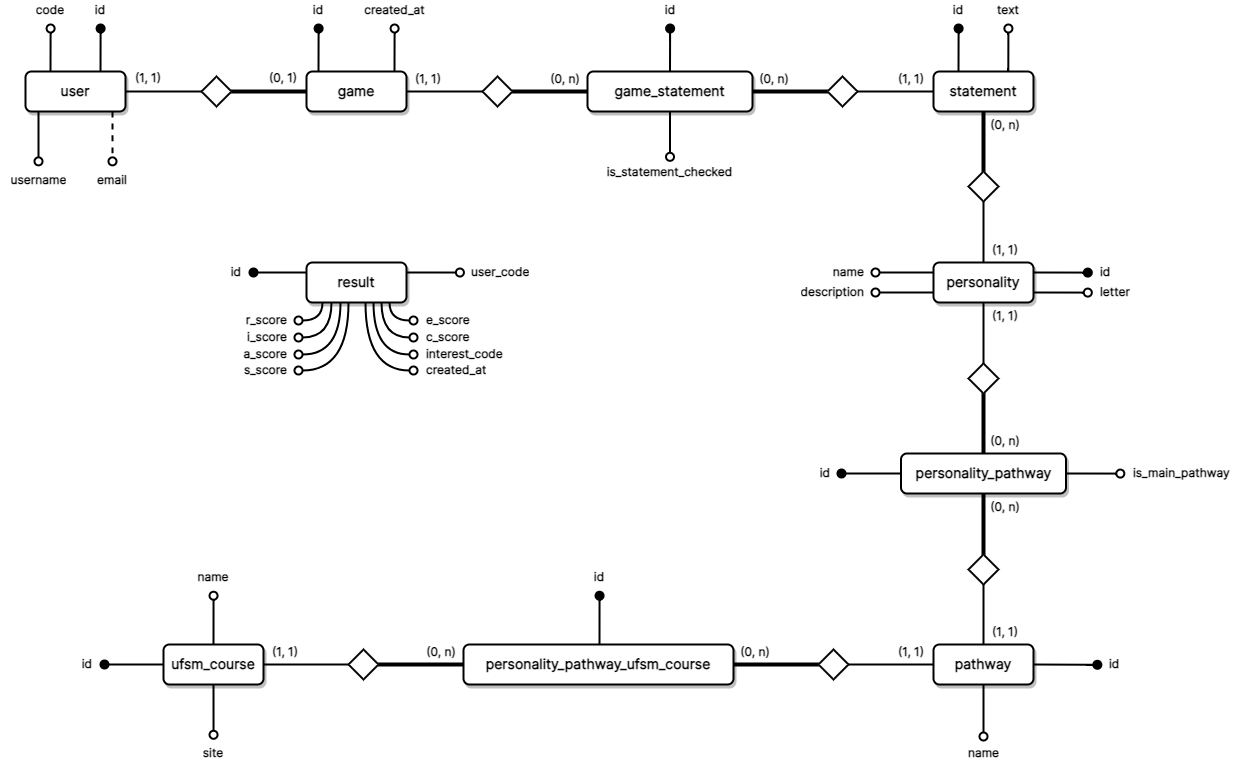 code
id
id
created_at
id
id
text
user
(1, 1)
(0, 1)
game
(1, 1)
(0, n)
game_statement
(0, n)
(1, 1)
statement
(0, n)
username
email
is_statement_checked
(1, 1)
id
result
user_code
name
description
personality
id
letter
(1, 1)
r_score
i_score
a_score
s_score
e_score
c_score
interest_code
created_at
(0, n)
id
personality_pathway
is_main_pathway
(0, n)
name
id
(1, 1)
id
ufsm_course
(1, 1)
(0, n)
personality_pathway_ufsm_course
(0, n)
(1, 1)
pathway
id
site
name